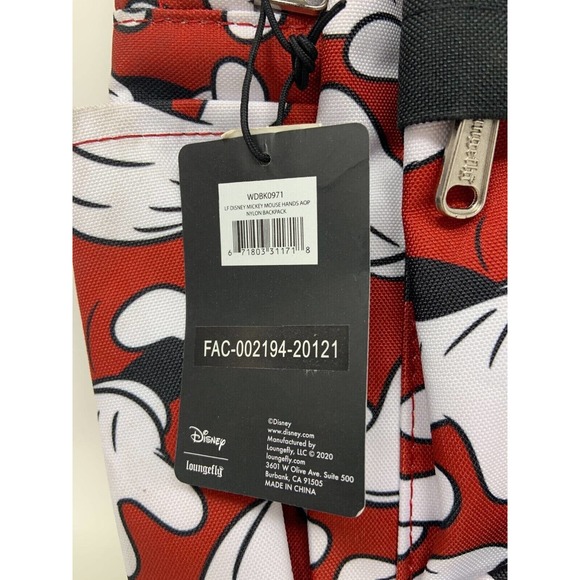 WDBK0971
LF DISNEY MICKEY MOUSE HANDS AOP
NYLON BACKPACK
6 71803 31171 8
FAC-002194-20121
Disney
loungefly
©Disney
www.disney.com
Manufactured by
Loungefly, LLC © 2020
loungefly.com
3601 W Olive Ave. Suite 500
Burbank, CA 91505
MADE IN CHINA
loungefly